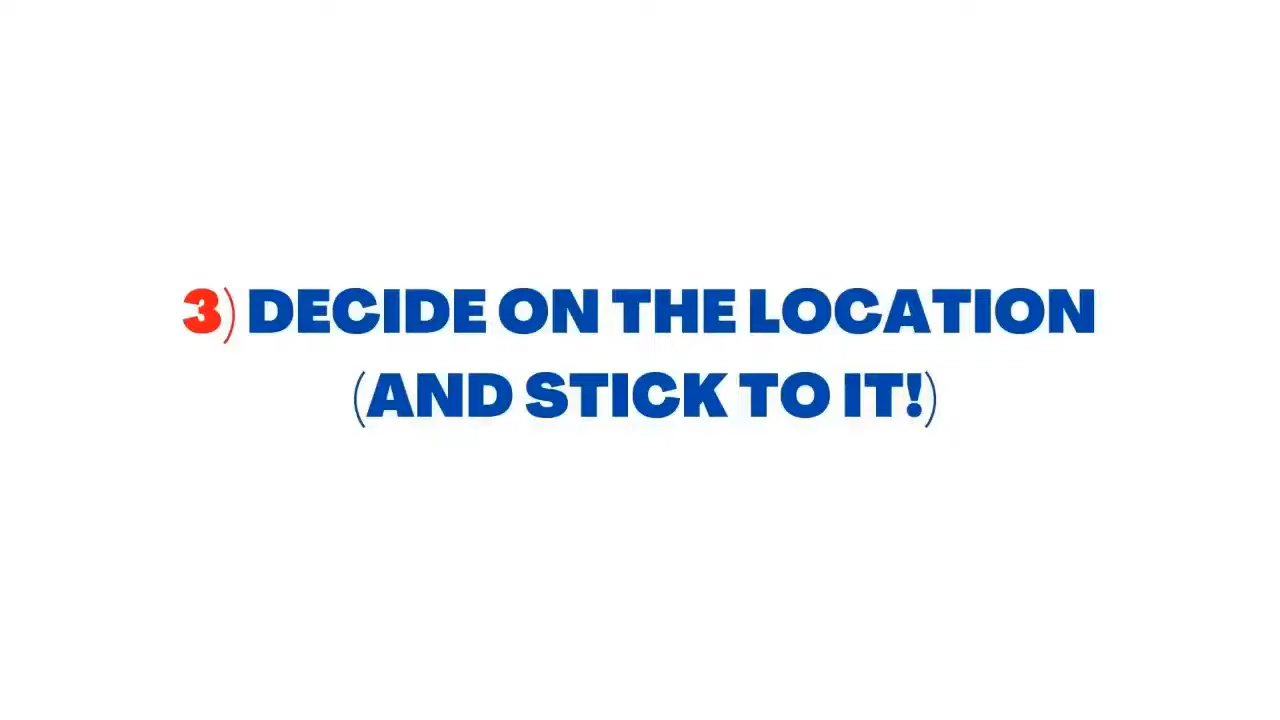 3) DECIDE ON THE LOCATION
(AND STICK TO IT!)